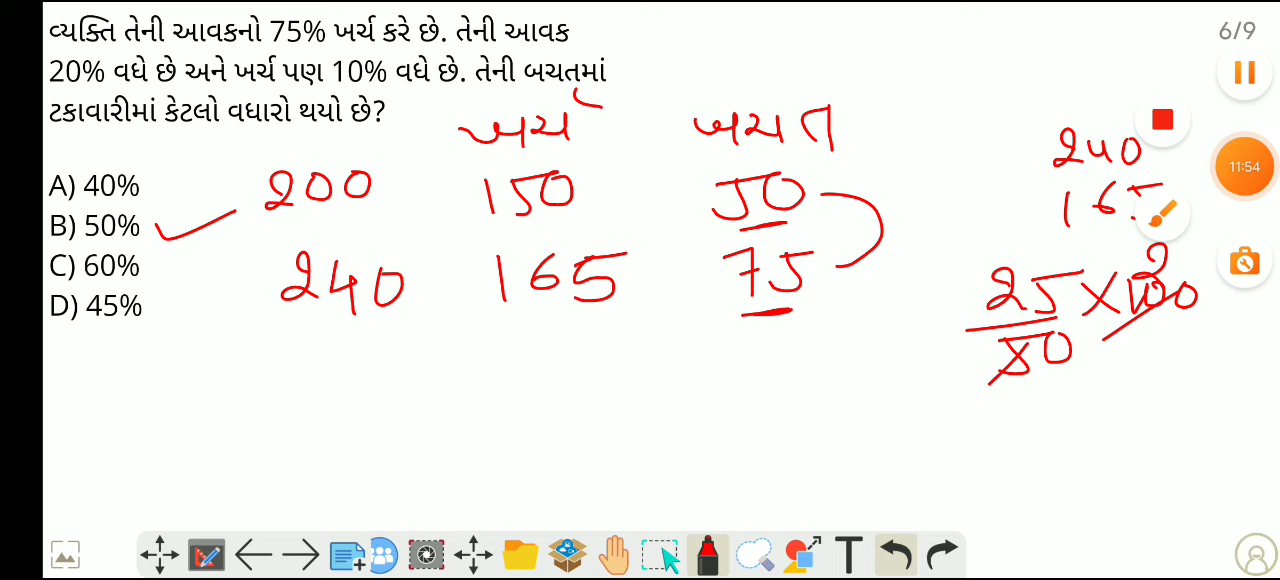 વ્યક્તિ તેની આવકનો 75% ખર્ચ કરે છે. તેની આવક
20% વધે છે અને ખર્ચ પણ 10% વધે છે. તેની બચતમાં
ટકાવારીમાં કેટલો વધારો થયો છે?
6/9
11:54
ખર્ચ બચત
A) 40%
B) 50%
C) 60%
D) 45%
200 150 50
240 165 75
240
165
25 × 100 2
50
T